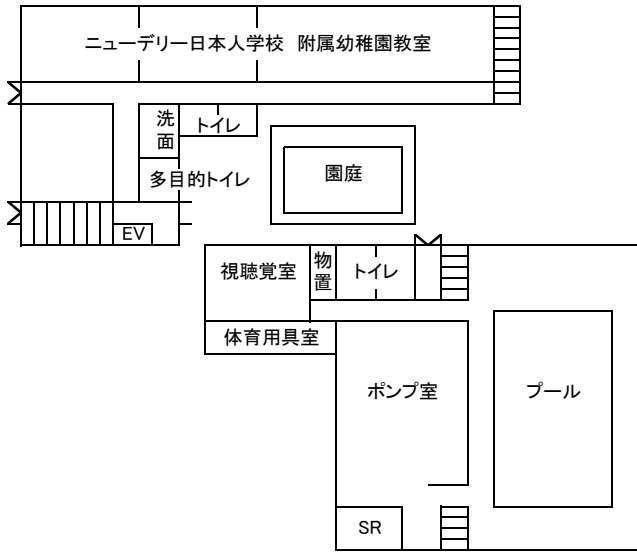 ニューデリー日本人学校 附属幼稚園教室
洗面
トイレ
多目的トイレ
園庭
EV
視聴覚室
物置
トイレ
体育用具室
ポンプ室
プール
SR